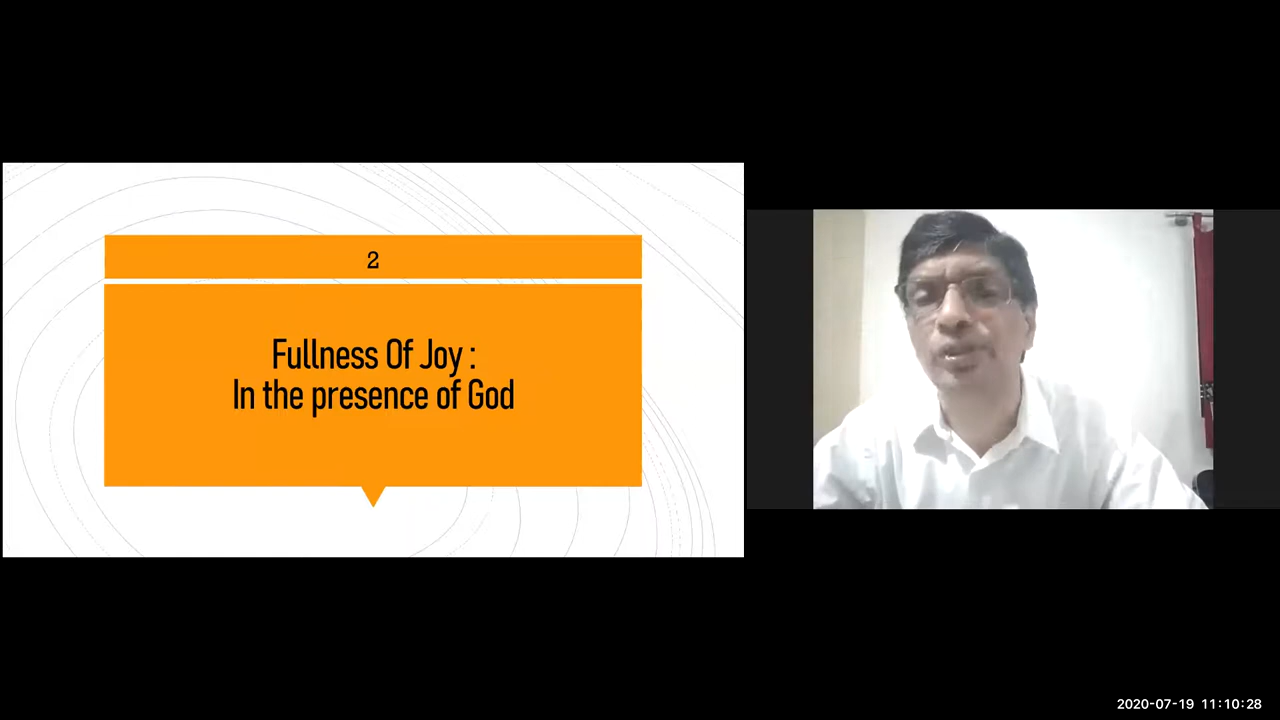 2
Fullness Of Joy :
In the presence of God
2020-07-19 11:10:28